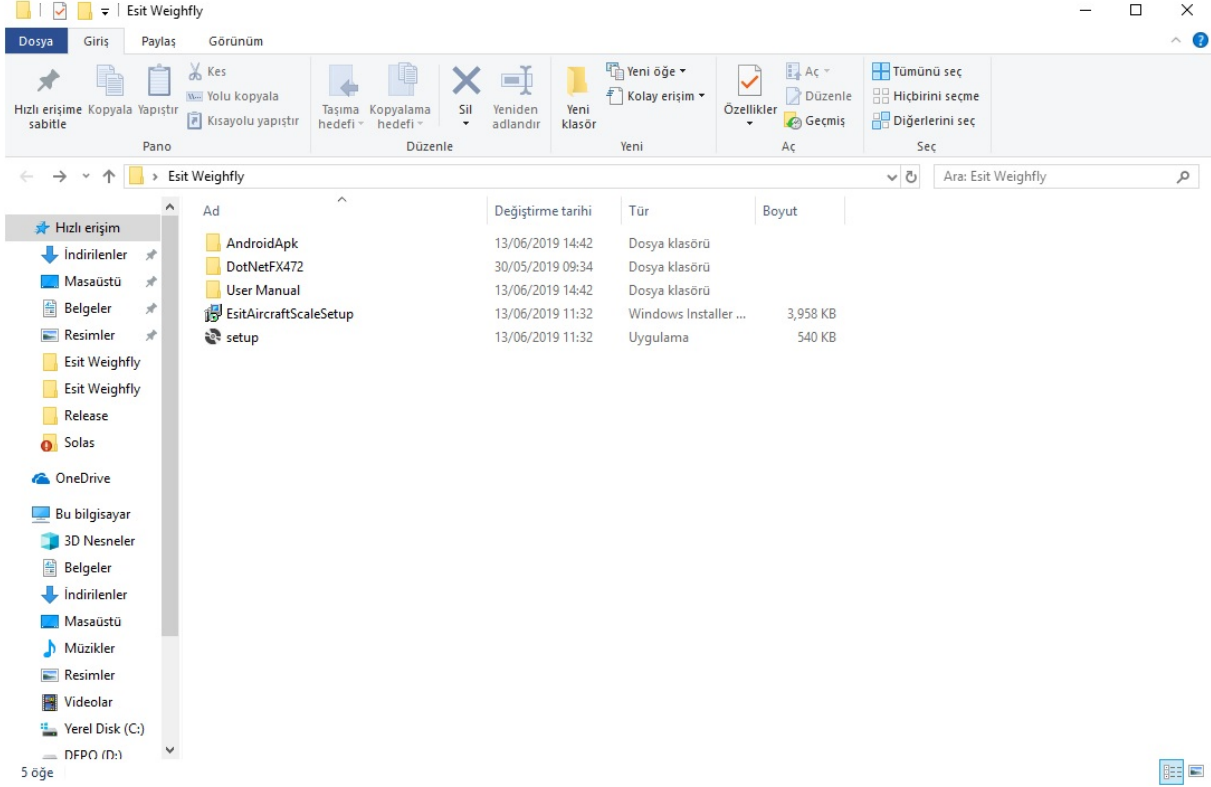 Esit Weighfly
Dosya Giriş Paylaş Görünüm
Hızlı erişime sabitle
Kopyala
Yapıştır
Kes
Yolu kopyala
Kısayolu yapıştır
Pano
Taşıma hedefi
Kopyalama hedefi
Sil
Yeniden adlandır
Düzenle
Yeni klasör
Yeni öğe
Kolay erişim
Yeni
Özellikler
Aç
Düzenle
Geçmiş
Aç
Tümünü seç
Hiçbirini seçme
Diğerlerini seç
Seç
Esit Weighfly
Ara: Esit Weighfly
Hızlı erişim
İndirilenler
Masaüstü
Belgeler
Resimler
Esit Weighfly
Esit Weighfly
Release
Solas
OneDrive
Bu bilgisayar
3D Nesneler
Belgeler
İndirilenler
Masaüstü
Müzikler
Resimler
Videolar
Yerel Disk (C:)
DEPO (D:)
Ad Değiştirme tarihi Tür Boyut
AndroidApk 13/06/2019 14:42 Dosya klasörü
DotNetFX472 30/05/2019 09:34 Dosya klasörü
User Manual 13/06/2019 14:42 Dosya klasörü
EsitAircraftScaleSetup 13/06/2019 11:32 Windows Installer ... 3,958 KB
setup 13/06/2019 11:32 Uygulama 540 KB
5 öğe